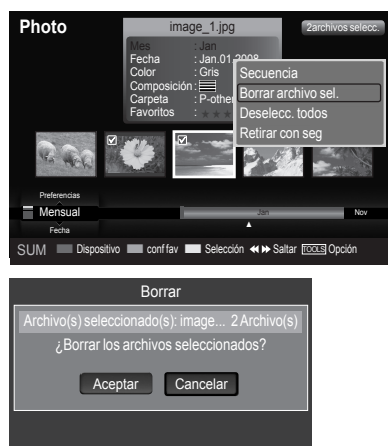 Photo
image_1.jpg
2archivos selecc.
Mes : Jan
Fecha : Jan.01.2008
Color : Gris
Composición :
Carpeta : P-other
Favoritos : ★★★
Secuencia
Borrar archivo sel.
Deselecc. todos
Retirar con seg
Preferencias
Mensual
Fecha
Jan
Nov
SUM Dispositivo conf fav Selección Saltar TOOLS Opción
Borrar
Archivo(s) seleccionado(s): image... 2 Archivo(s)
¿Borrar los archivos seleccionados?
Aceptar Cancelar